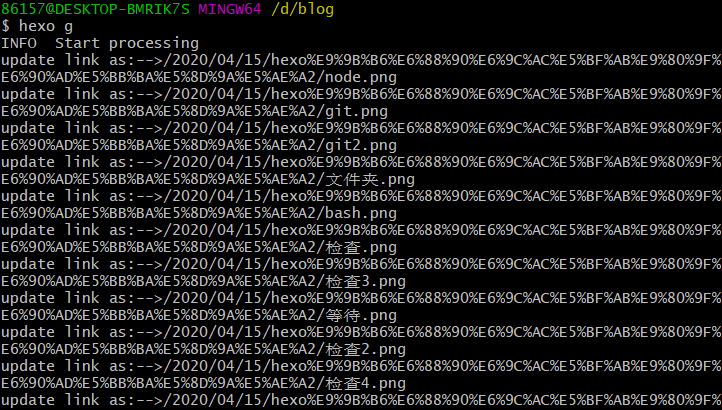 86157@DESKTOP-BMRIK7S MINGW64 /d/blog
$ hexo g
INFO  Start processing
update link as:-->/2020/04/15/hexo%E9%9B%B6%E6%88%90%E6%9C%AC%E5%BF%AB%E9%80%9F%
E6%90%AD%E5%BB%BA%E5%8D%9A%E5%AE%A2/node.png
update link as:-->/2020/04/15/hexo%E9%9B%B6%E6%88%90%E6%9C%AC%E5%BF%AB%E9%80%9F%
E6%90%AD%E5%BB%BA%E5%8D%9A%E5%AE%A2/git.png
update link as:-->/2020/04/15/hexo%E9%9B%B6%E6%88%90%E6%9C%AC%E5%BF%AB%E9%80%9F%
E6%90%AD%E5%BB%BA%E5%8D%9A%E5%AE%A2/git2.png
update link as:-->/2020/04/15/hexo%E9%9B%B6%E6%88%90%E6%9C%AC%E5%BF%AB%E9%80%9F%
E6%90%AD%E5%BB%BA%E5%8D%9A%E5%AE%A2/文件夹.png
update link as:-->/2020/04/15/hexo%E9%9B%B6%E6%88%90%E6%9C%AC%E5%BF%AB%E9%80%9F%
E6%90%AD%E5%BB%BA%E5%8D%9A%E5%AE%A2/bash.png
update link as:-->/2020/04/15/hexo%E9%9B%B6%E6%88%90%E6%9C%AC%E5%BF%AB%E9%80%9F%
E6%90%AD%E5%BB%BA%E5%8D%9A%E5%AE%A2/检查.png
update link as:-->/2020/04/15/hexo%E9%9B%B6%E6%88%90%E6%9C%AC%E5%BF%AB%E9%80%9F%
E6%90%AD%E5%BB%BA%E5%8D%9A%E5%AE%A2/检查3.png
update link as:-->/2020/04/15/hexo%E9%9B%B6%E6%88%90%E6%9C%AC%E5%BF%AB%E9%80%9F%
E6%90%AD%E5%BB%BA%E5%8D%9A%E5%AE%A2/等待.png
update link as:-->/2020/04/15/hexo%E9%9B%B6%E6%88%90%E6%9C%AC%E5%BF%AB%E9%80%9F%
E6%90%AD%E5%BB%BA%E5%8D%9A%E5%AE%A2/检查2.png
update link as:-->/2020/04/15/hexo%E9%9B%B6%E6%88%90%E6%9C%AC%E5%BF%AB%E9%80%9F%
E6%90%AD%E5%BB%BA%E5%8D%9A%E5%AE%A2/检查4.png
update link as:-->/2020/04/15/hexo%E9%9B%B6%E6%88%90%E6%9C%AC%E5%BF%AB%E9%80%9F%